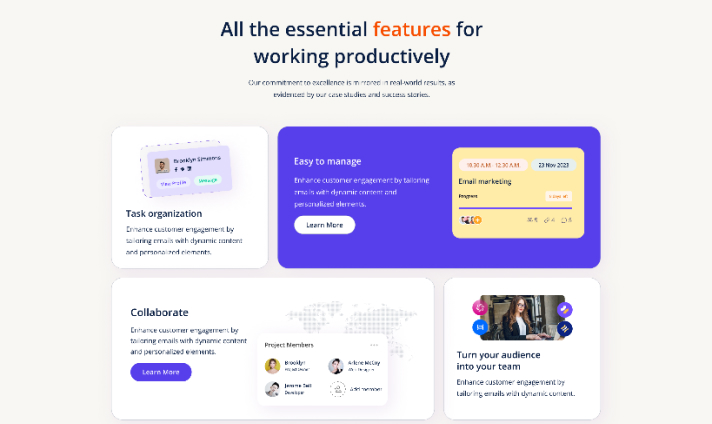 All the essential features for
working productively
Our commitment to excellence is mirrored in real-world results, as
evidenced by our case studies and success stories.
Brooklyn Simmons
View Profile
Message
Task organization
Enhance customer engagement by
tailoring emails with dynamic content
and personalized elements.
Easy to manage
Enhance customer engagement by tailoring
emails with dynamic content and
personalized elements.
Learn More
10.30 A.M - 12.30 A.M
23 Nov 2023
Email marketing
Progress
Collaborate
Enhance customer engagement by
tailoring emails with dynamic content
and personalized elements.
Learn More
Project Members
Brooklyn
Arlene McCoy
Jerome Bell
Developer
Add member
Turn your audience
into your team
Enhance customer engagement by
tailoring emails with dynamic content.